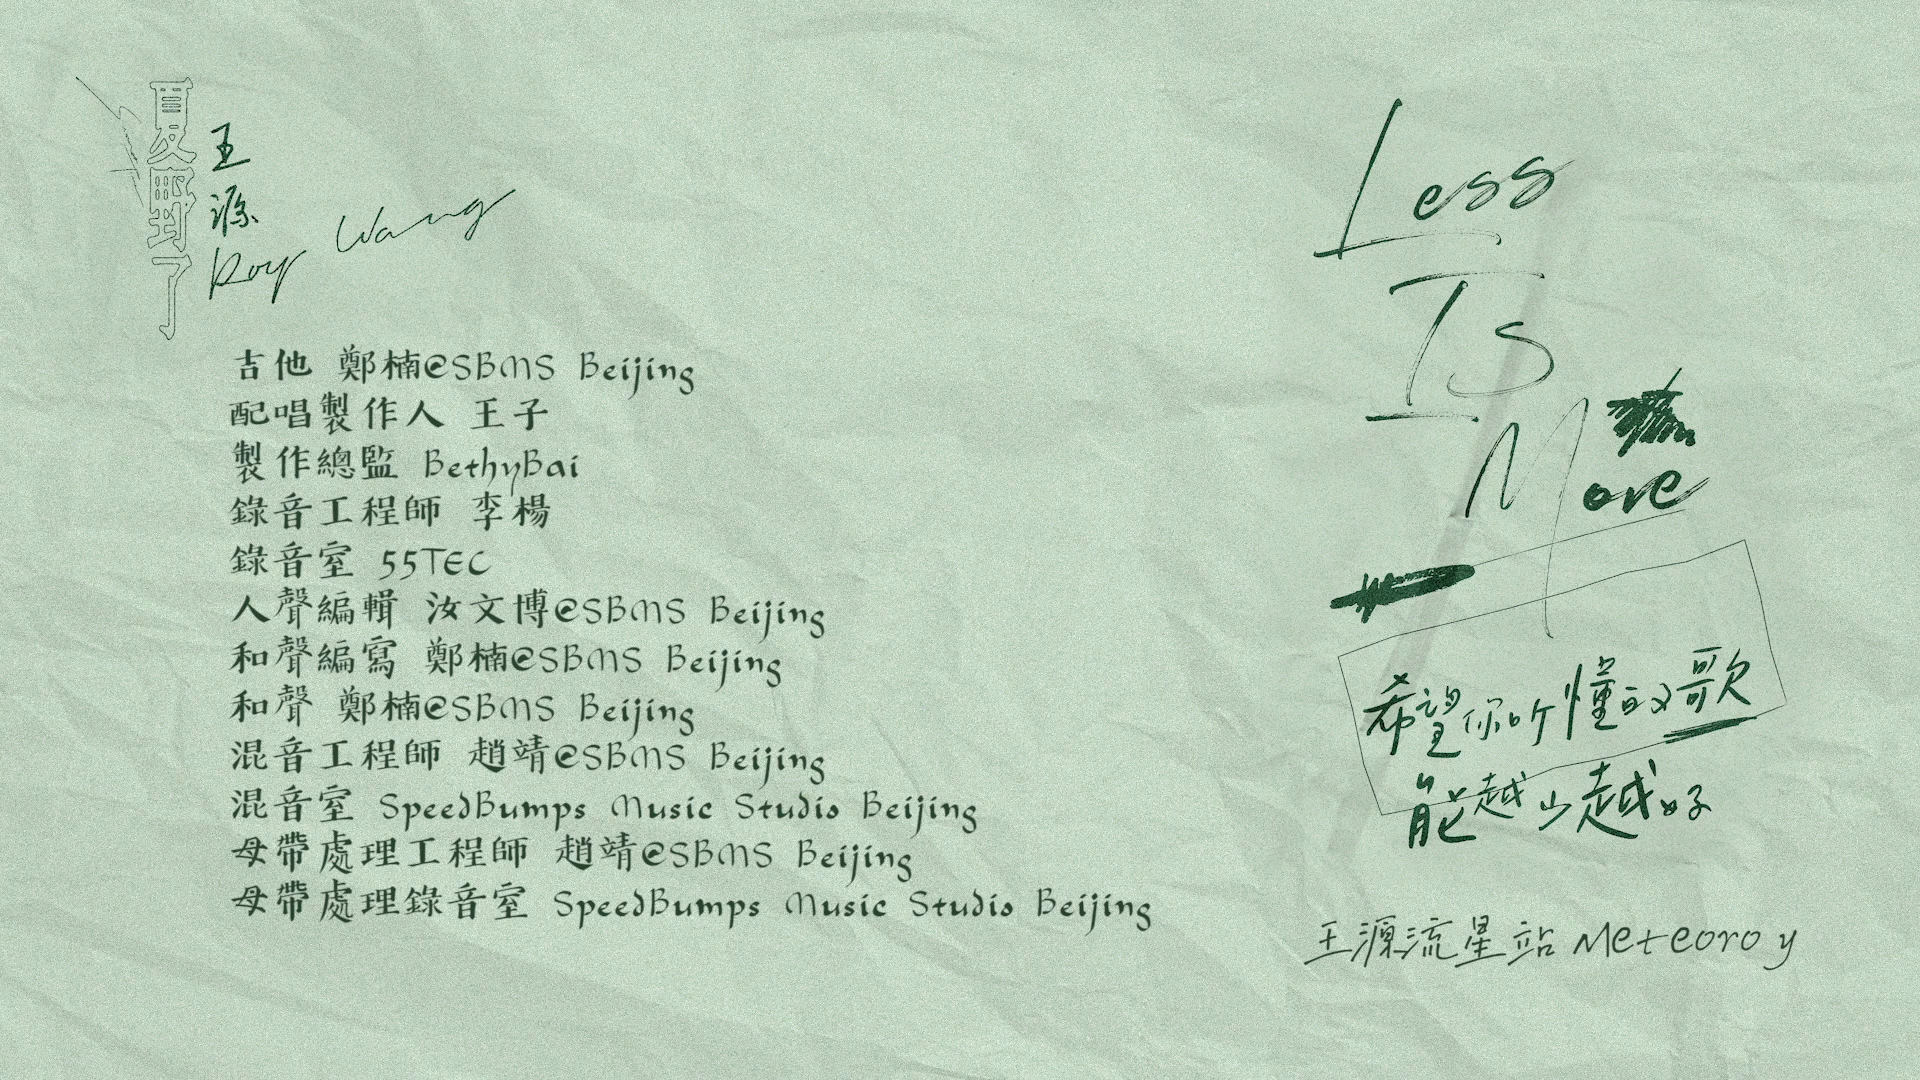 夏野了
王源
Roy Wang
吉他 鄭楠@SBMS Beijing
配唱製作人 王子
製作總監 BethyBai
錄音工程師 李楊
錄音室 55TEC
人聲編輯 汝文博@SBMS Beijing
和聲編寫 鄭楠@SBMS Beijing
和聲 鄭楠@SBMS Beijing
混音工程師 趙靖@SBMS Beijing
混音室 SpeedBumps Music Studio Beijing
母帶處理工程師 趙靖@SBMS Beijing
母帶處理錄音室 SpeedBumps Music Studio Beijing
Less
Is
More
希望你听懂的歌
能越少越好
王源流星站 Meteoroy